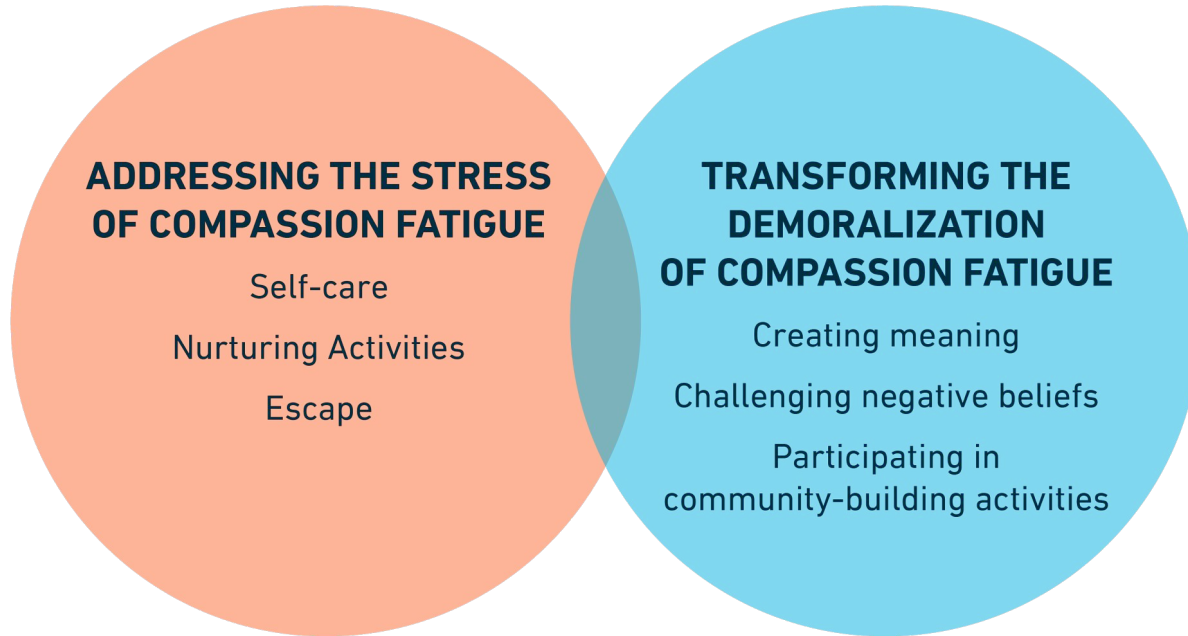 ADDRESSING THE STRESS
OF COMPASSION FATIGUE
Self-care
Nurturing Activities
Escape
TRANSFORMING THE
DEMORALIZATION
OF COMPASSION FATIGUE
Creating meaning
Challenging negative beliefs
Participating in
community-building activities